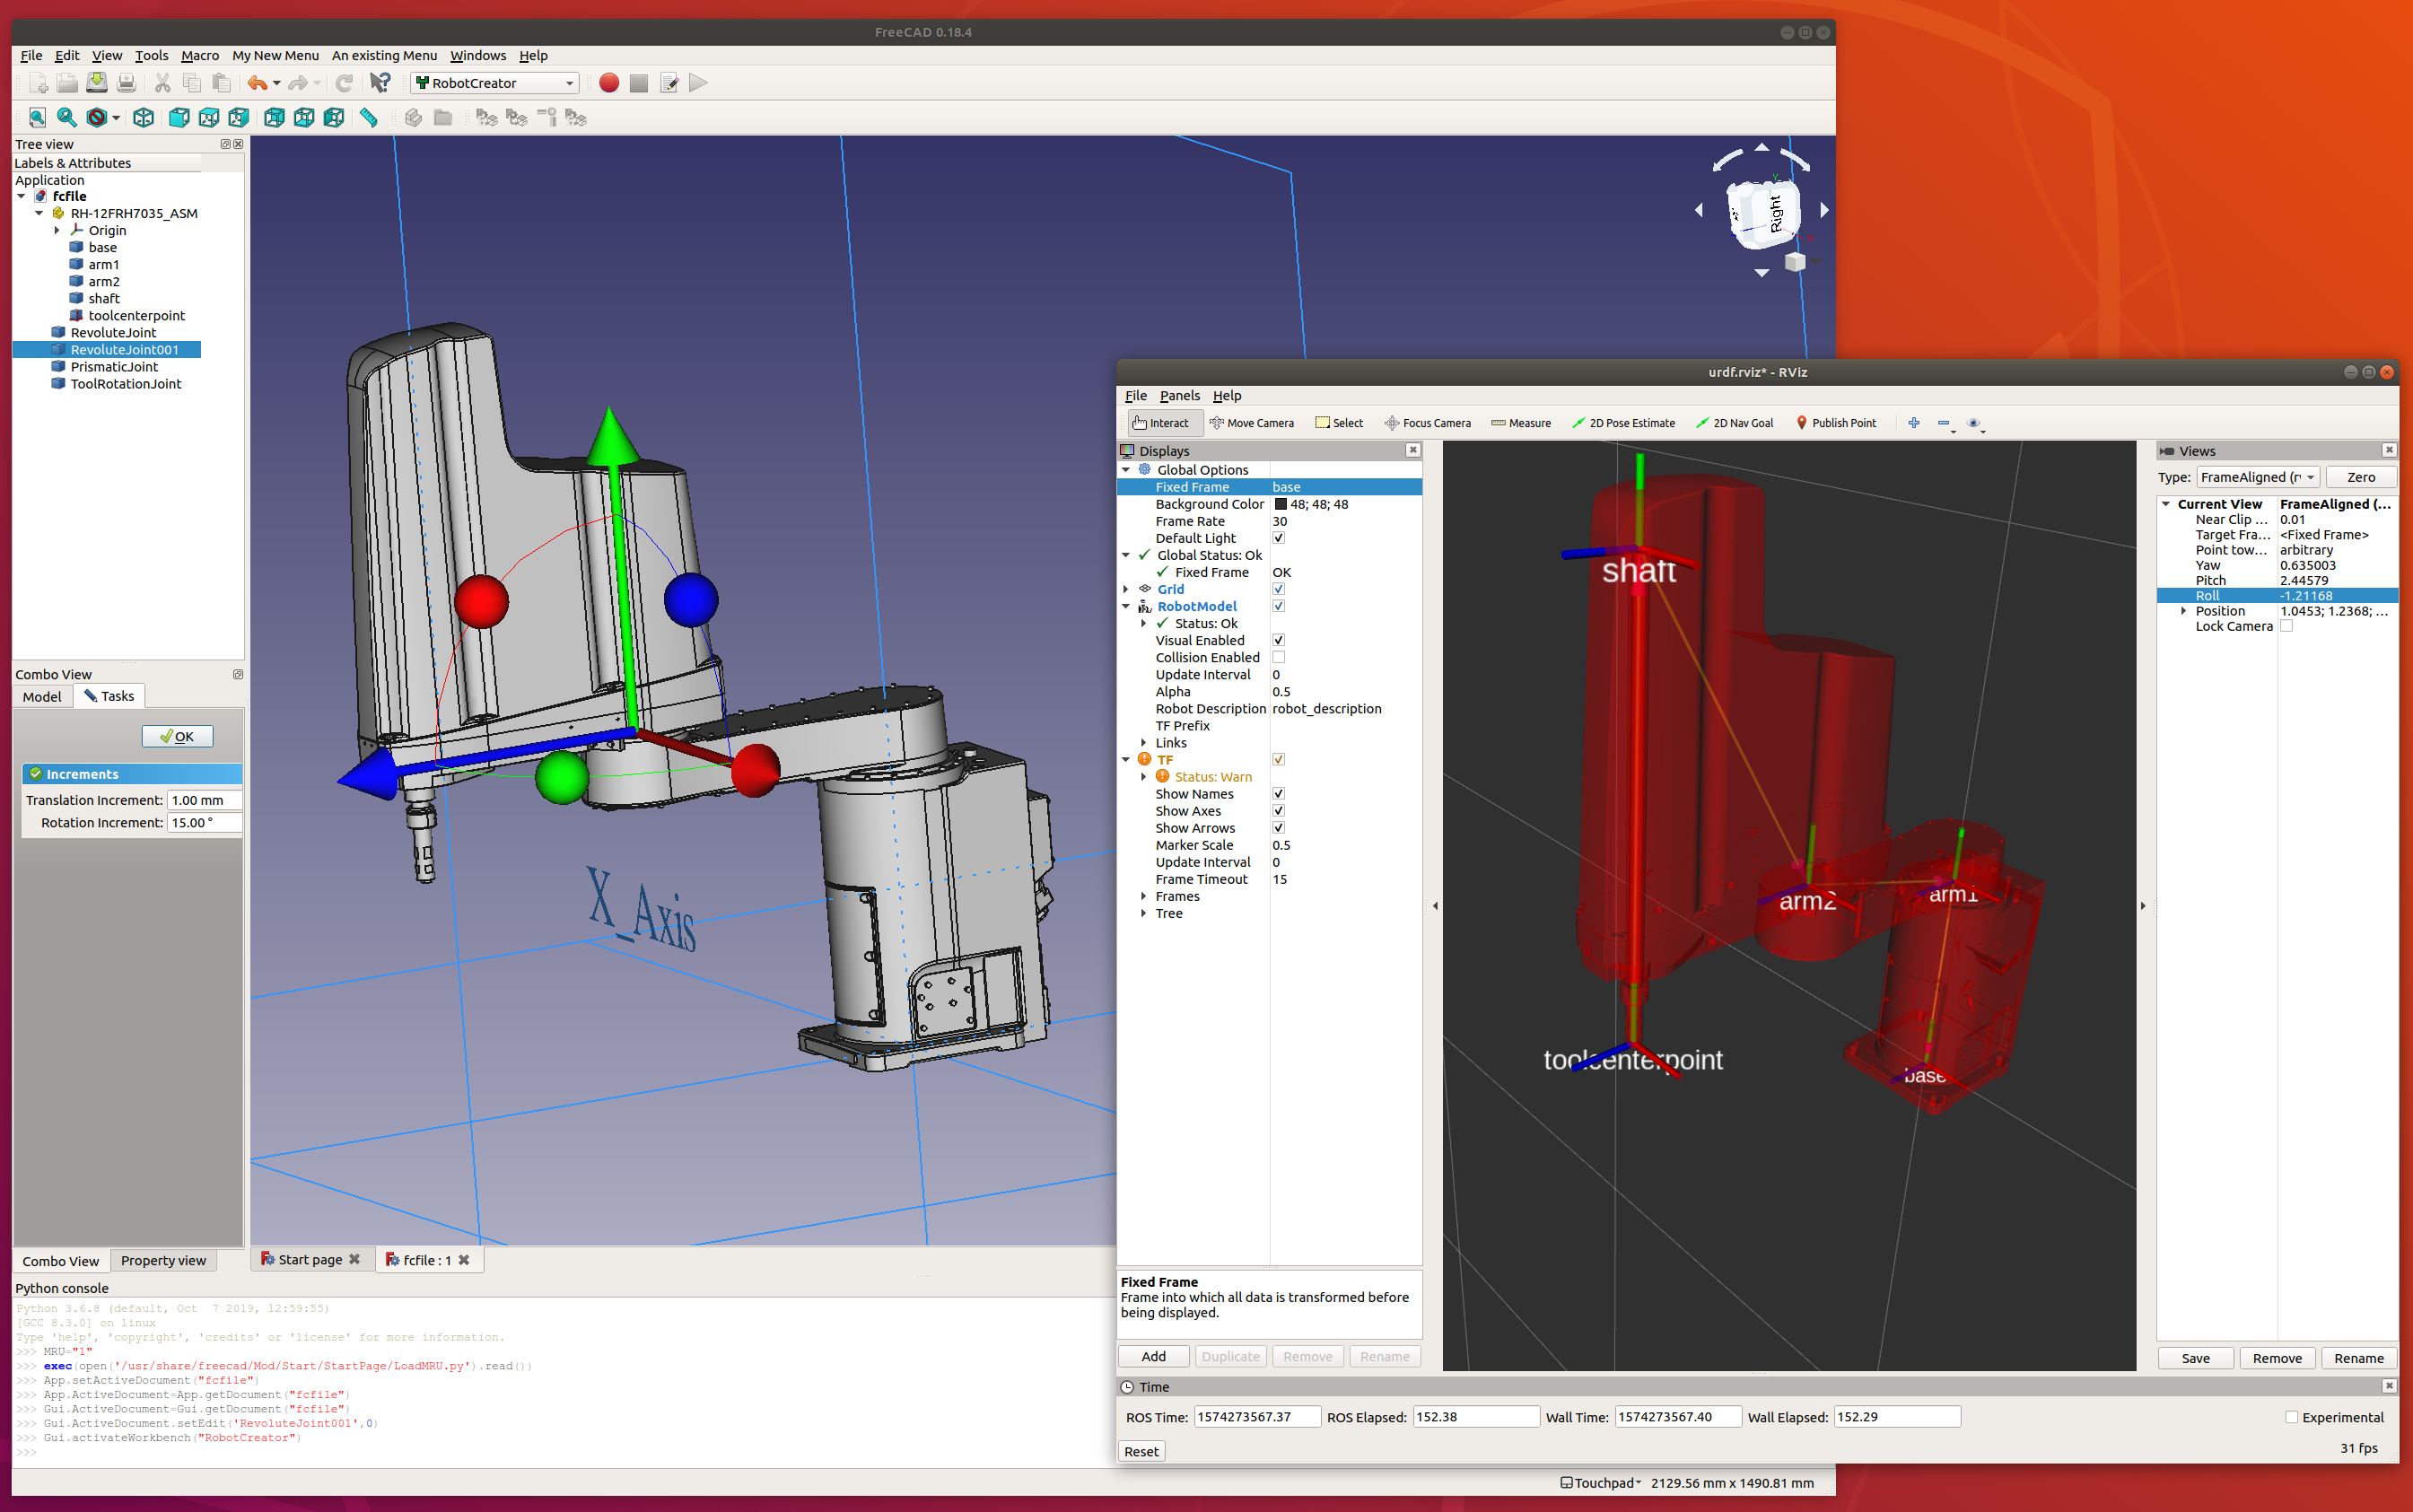 FreeCAD 0.18.4
File Edit View Tools Macro My New Menu An existing Menu Windows Help
RobotCreator
Tree view
Labels & Attributes
Application
fcfile
RH-12FRH7035_ASM
Origin
base
arm1
arm2
shaft
toolcenterpoint
RevoluteJoint
RevoluteJoint001
PrismaticJoint
ToolRotationJoint
Combo View
Model Tasks
OK
Increments
Translation Increment: 1.00 mm
Rotation Increment: 15.00 °
Combo View Property view
X_Axis
Right
Y
X
Start page fcfile : 1
Python console
Python 3.6.8 (default, Oct  7 2019, 12:59:55)
[GCC 8.3.0] on linux
Type 'help', 'copyright', 'credits' or 'license' for more information.
>>> MRU="1"
>>> exec(open('/usr/share/freecad/Mod/Start/StartPage/LoadMRU.py').read())
>>> App.setActiveDocument("fcfile")
>>> App.ActiveDocument=App.getDocument("fcfile")
>>> Gui.ActiveDocument=Gui.getDocument("fcfile")
>>> Gui.ActiveDocument.setEdit('RevoluteJoint001',0)
>>> Gui.activateWorkbench("RobotCreator")
>>>
Touchpad 2129.56 mm x 1490.81 mm
urdf.rviz* - RViz
File Panels Help
Interact Move Camera Select Focus Camera Measure 2D Pose Estimate 2D Nav Goal Publish Point
Displays
Global Options
Fixed Frame base
Background Color 48; 48; 48
Frame Rate 30
Default Light
Global Status: Ok
Fixed Frame OK
Grid
RobotModel
Status: Ok
Visual Enabled
Collision Enabled
Update Interval 0
Alpha 0.5
Robot Description robot_description
TF Prefix
Links
TF
Status: Warn
Show Names
Show Axes
Show Arrows
Marker Scale 0.5
Update Interval 0
Frame Timeout 15
Frames
Tree
Fixed Frame
Frame into which all data is transformed before
being displayed.
Add Duplicate Remove Rename
shaft
arm2
arm1
toolcenterpoint
base
Views
Type: FrameAligned (r Zero
Current View FrameAligned (...
Near Clip ... 0.01
Target Fra... <Fixed Frame>
Point tow... arbitrary
Yaw 0.635003
Pitch 2.44579
Roll -1.21168
Position 1.0453; 1.2368; ...
Lock Camera
Save Remove Rename
Time
ROS Time: 1574273567.37 ROS Elapsed: 152.38 Wall Time: 1574273567.40 Wall Elapsed: 152.29 Experimental
Reset 31 fps